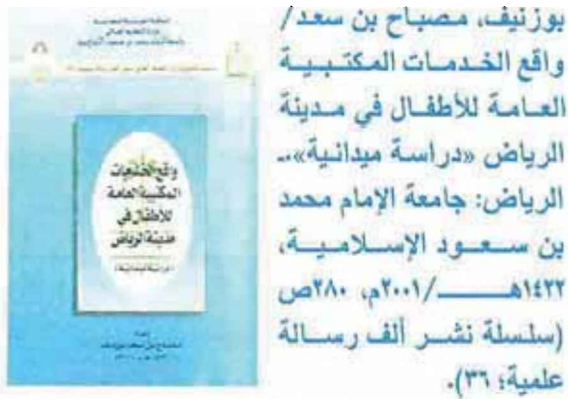 بوزنيف، مصباح بن سعد/
واقع الخدمات المكتبية
العامة للأطفال في مدينة
الرياض «دراسة ميدانية».ـ
الرياض: جامعة الإمام محمد
بن سعود الإسلامية،
١٤٢٢هـ/٢٠٠١م، ٢٨٠ص
(سلسلة نشر ألف رسالة
علمية؛ ٣٦).
واقع الخدمات
المكتبية العامة
للأطفال في
مدينة الرياض